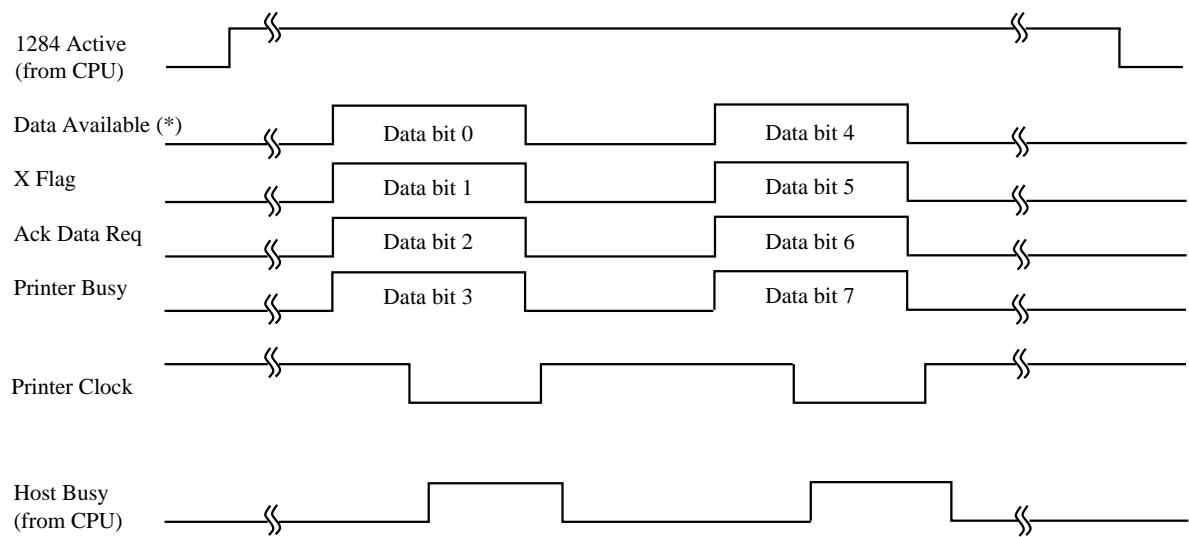 1284 Active
(from CPU)
Data Available (*)
Data bit 0
Data bit 4
X Flag
Data bit 1
Data bit 5
Ack Data Req
Data bit 2
Data bit 6
Printer Busy
Data bit 3
Data bit 7
Printer Clock
Host Busy
(from CPU)